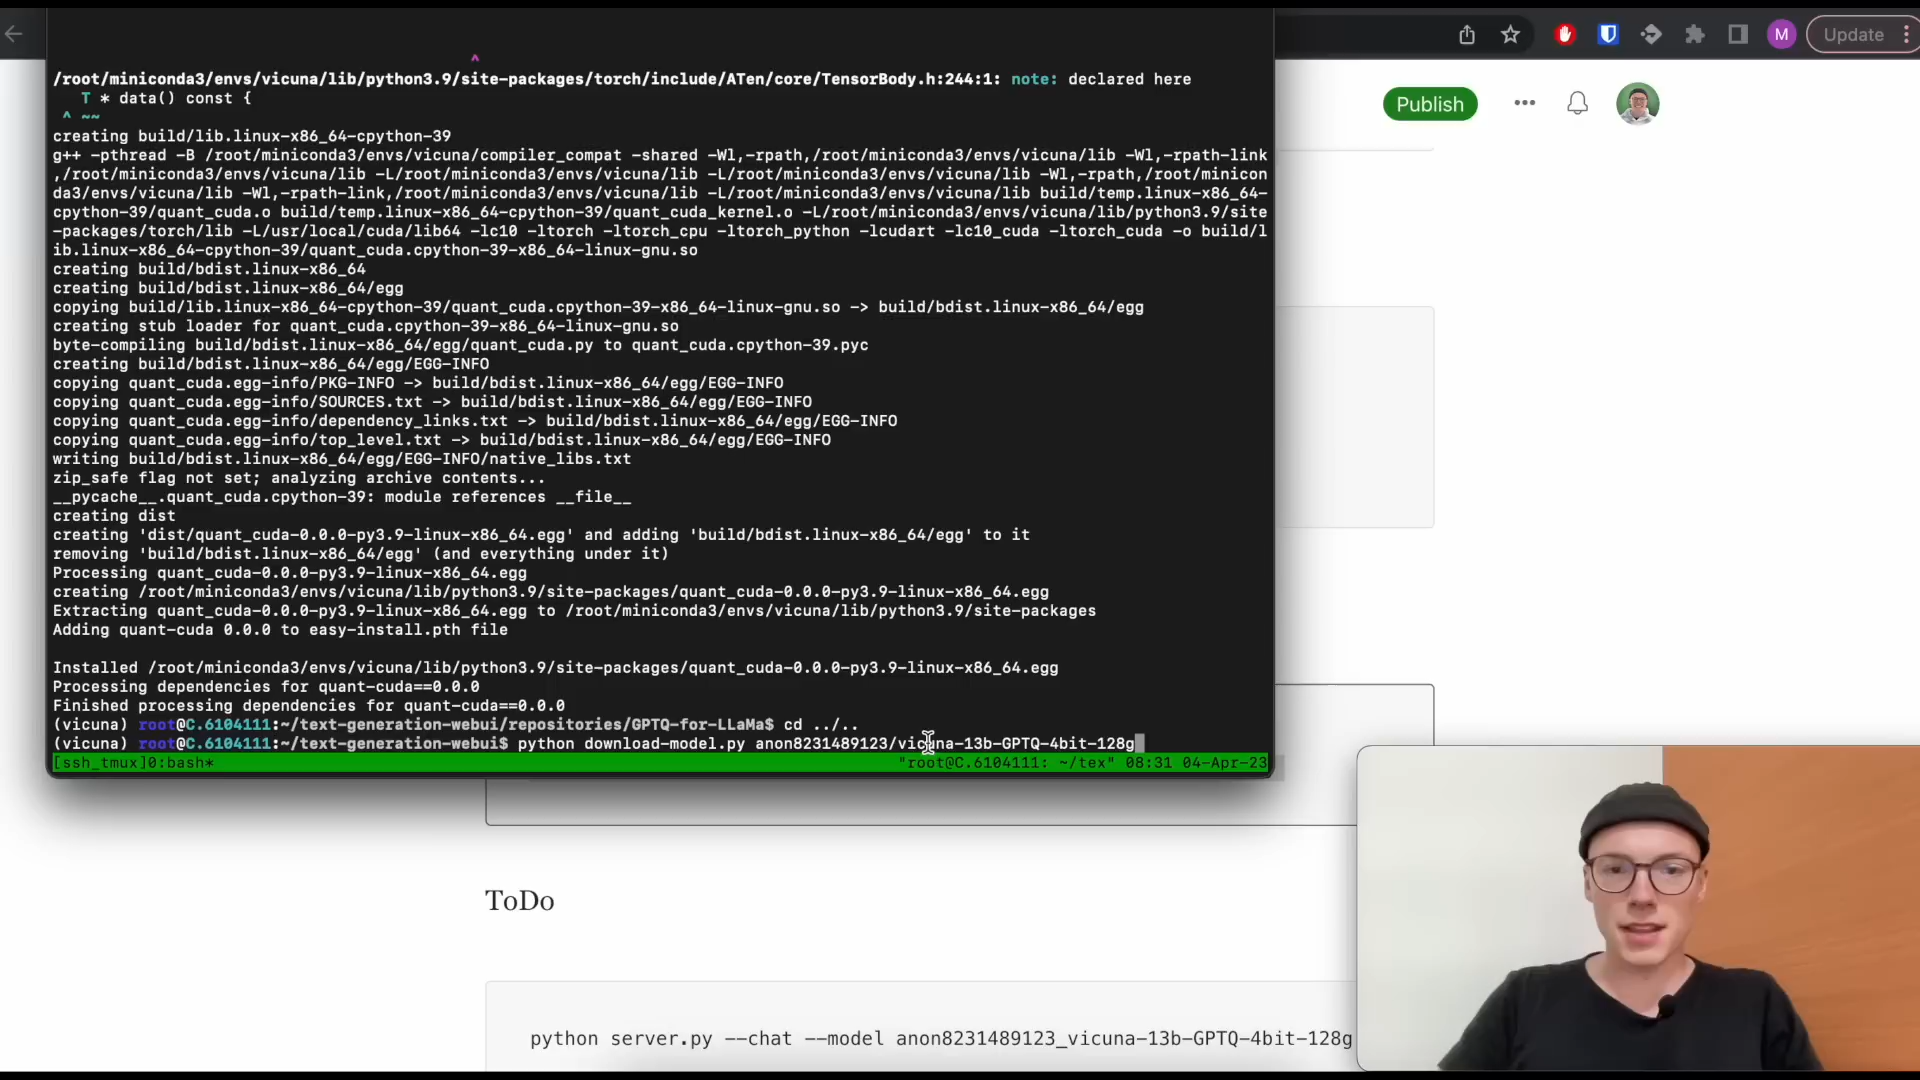 ^
/root/miniconda3/envs/vicuna/lib/python3.9/site-packages/torch/include/ATen/core/TensorBody.h:244:1: note: declared here
T * data() const {
^ ~~
creating build/lib.linux-x86_64-cpython-39
g++ -pthread -B /root/miniconda3/envs/vicuna/compiler_compat -shared -Wl,-rpath,/root/miniconda3/envs/vicuna/lib -Wl,-rpath-link
,/root/miniconda3/envs/vicuna/lib -L/root/miniconda3/envs/vicuna/lib -L/root/miniconda3/envs/vicuna/lib -Wl,-rpath,/root/minicon
da3/envs/vicuna/lib -Wl,-rpath-link,/root/miniconda3/envs/vicuna/lib -L/root/miniconda3/envs/vicuna/lib build/temp.linux-x86_64-
cpython-39/quant_cuda.o build/temp.linux-x86_64-cpython-39/quant_cuda_kernel.o -L/root/miniconda3/envs/vicuna/lib/python3.9/site
-packages/torch/lib -L/usr/local/cuda/lib64 -lc10 -ltorch -ltorch_cpu -ltorch_python -lcudart -lc10_cuda -ltorch_cuda -o build/l
ib.linux-x86_64-cpython-39/quant_cuda.cpython-39-x86_64-linux-gnu.so
creating build/bdist.linux-x86_64
creating build/bdist.linux-x86_64/egg
copying build/lib.linux-x86_64-cpython-39/quant_cuda.cpython-39-x86_64-linux-gnu.so -> build/bdist.linux-x86_64/egg
creating stub loader for quant_cuda.cpython-39-x86_64-linux-gnu.so
byte-compiling build/bdist.linux-x86_64/egg/quant_cuda.py to quant_cuda.cpython-39.pyc
creating build/bdist.linux-x86_64/egg/EGG-INFO
copying quant_cuda.egg-info/PKG-INFO -> build/bdist.linux-x86_64/egg/EGG-INFO
copying quant_cuda.egg-info/SOURCES.txt -> build/bdist.linux-x86_64/egg/EGG-INFO
copying quant_cuda.egg-info/dependency_links.txt -> build/bdist.linux-x86_64/egg/EGG-INFO
copying quant_cuda.egg-info/top_level.txt -> build/bdist.linux-x86_64/egg/EGG-INFO
writing build/bdist.linux-x86_64/egg/EGG-INFO/native_libs.txt
zip_safe flag not set; analyzing archive contents...
__pycache__.quant_cuda.cpython-39: module references __file__
creating dist
creating 'dist/quant_cuda-0.0.0-py3.9-linux-x86_64.egg' and adding 'build/bdist.linux-x86_64/egg' to it
removing 'build/bdist.linux-x86_64/egg' (and everything under it)
Processing quant_cuda-0.0.0-py3.9-linux-x86_64.egg
creating /root/miniconda3/envs/vicuna/lib/python3.9/site-packages/quant_cuda-0.0.0-py3.9-linux-x86_64.egg
Extracting quant_cuda-0.0.0-py3.9-linux-x86_64.egg to /root/miniconda3/envs/vicuna/lib/python3.9/site-packages
Adding quant-cuda 0.0.0 to easy-install.pth file
Installed /root/miniconda3/envs/vicuna/lib/python3.9/site-packages/quant_cuda-0.0.0-py3.9-linux-x86_64.egg
Processing dependencies for quant-cuda==0.0.0
Finished processing dependencies for quant-cuda==0.0.0
(vicuna) root@C.6104111:~/text-generation-webui/repositories/GPTQ-for-LLaMa$ cd ../..
(vicuna) root@C.6104111:~/text-generation-webui$ python download-model.py anon8231489123/vicuna-13b-GPTQ-4bit-128g
[ssh_tmux]0:bash* "root@C.6104111: ~/tex" 08:31 04-Apr-23
M
Update
Publish
ToDo
python server.py --chat --model anon8231489123_vicuna-13b-GPTQ-4bit-128g